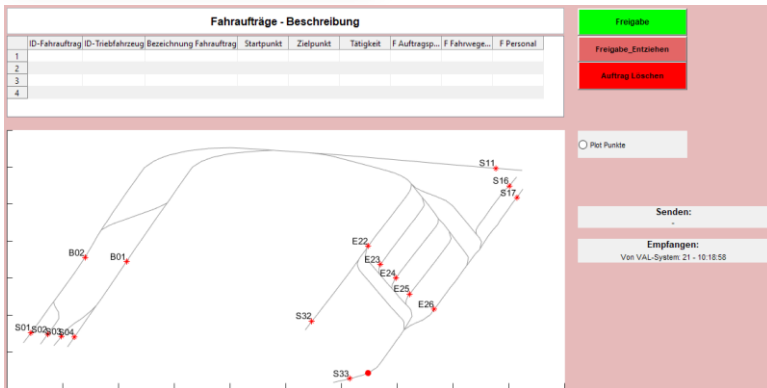 Fahraufträge - Beschreibung
ID-Fahrauftrag ID-Triebfahrzeug Bezeichnung Fahrauftrag Startpunkt Zielpunkt Tätigkeit F Auftragsp... F Fahrwege... F Personal
1
2
3
4
Freigabe
Freigabe_Entziehen
Auftrag Löschen
Plot Punkte
Senden:
-
Empfangen:
Von VAL-System: 21 - 10:18:58
S11
S16
S17
E22
B02
B01
E23
E24
E25
E26
S32
S01
S02
S03
S04
S33